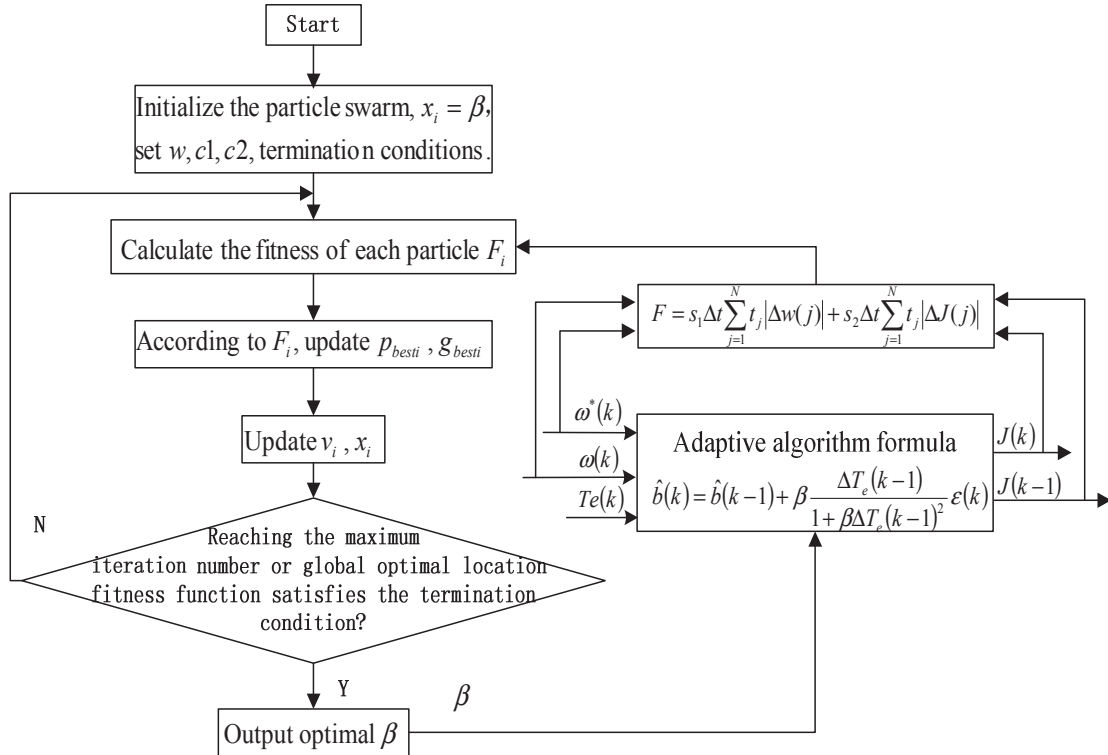 Start
Initialize the particle swarm, x_i = β,
set w, c1, c2, termination conditions.
Calculate the fitness of each particle F_i
According to F_i, update p_besti , g_besti
Update v_i , x_i
N
Reaching the maximum
iteration number or global optimal location
fitness function satisfies the termination
condition?
Y
Output optimal β
β
F = s_1 Δt ∑_{j=1}^{N} t_j |Δw(j)| + s_2 Δt ∑_{j=1}^{N} t_j |ΔJ(j)|
ω*(k)
ω(k)
Te(k)
Adaptive algorithm formula
b̂(k) = b̂(k−1) + β ΔT_e(k−1) / (1 + βΔT_e(k−1)^2) ε(k)
J(k)
J(k−1)